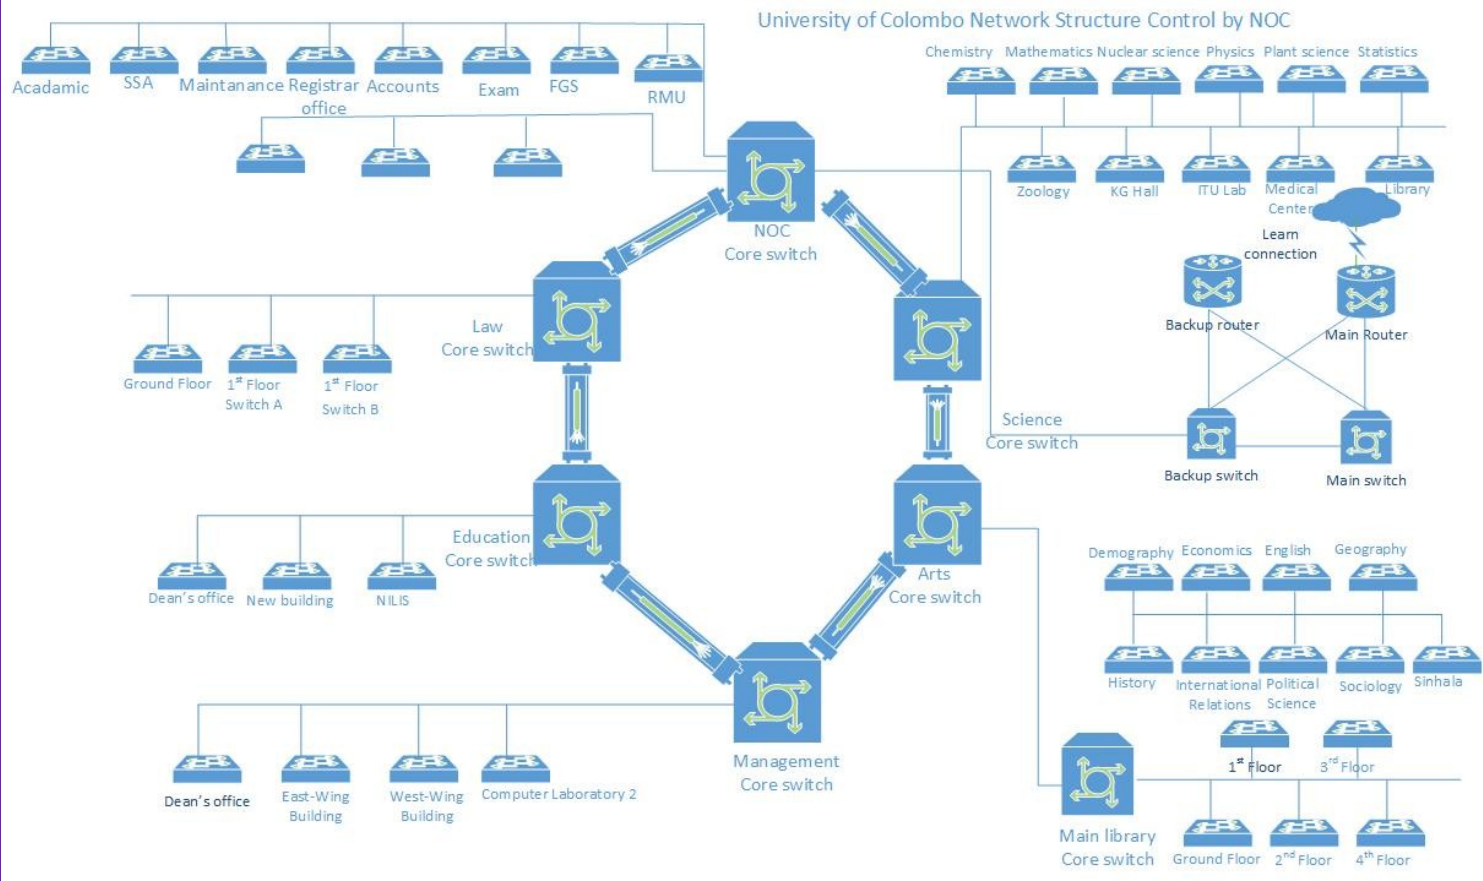 University of Colombo Network Structure Control by NOC
Chemistry
Mathematics
Nuclear science
Physics
Plant science
Statistics
Acadamic
SSA
Maintanance
Registrar
office
Accounts
Exam
FGS
RMU
Zoology
KG Hall
ITU Lab
Medical
Center
Library
NOC
Core switch
Learn
connection
Backup router
Main Router
Law
Core switch
Ground Floor
1st Floor
Switch A
1st Floor
Switch B
Science
Core switch
Backup switch
Main switch
Education
Core switch
Dean's office
New building
NILIS
Arts
Core switch
Demography
Economics
English
Geography
History
International
Relations
Political
Science
Sociology
Sinhala
1st Floor
3rd Floor
Management
Core switch
Dean's office
East-Wing
Building
West-Wing
Building
Computer Laboratory 2
Main library
Core switch
Ground Floor
2nd Floor
4th Floor